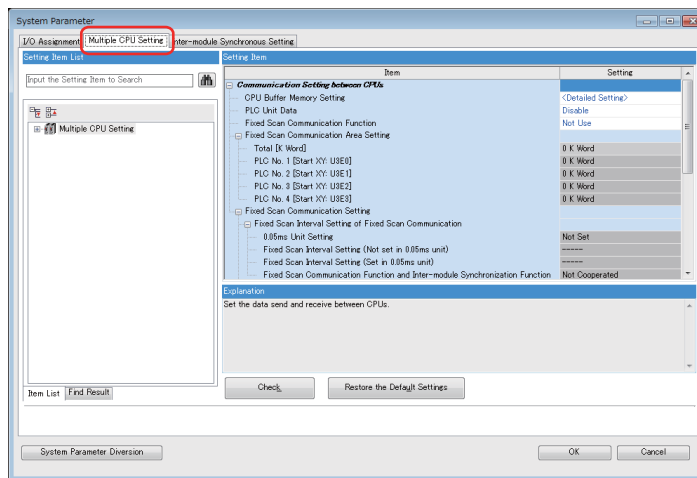 System Parameter
I/O Assignment Multiple CPU Setting Inter-module Synchronous Setting
Setting Item List
Input the Setting Item to Search
Multiple CPU Setting
Item List Find Result
Setting Item
Item Setting
Communication Setting between CPUs
CPU Buffer Memory Setting <Detailed Setting>
PLC Unit Data Disable
Fixed Scan Communication Function Not Use
Fixed Scan Communication Area Setting
Total [K Word] 0 K Word
PLC No. 1 [Start XY: U3E0] 0 K Word
PLC No. 2 [Start XY: U3E1] 0 K Word
PLC No. 3 [Start XY: U3E2] 0 K Word
PLC No. 4 [Start XY: U3E3] 0 K Word
Fixed Scan Communication Setting
Fixed Scan Interval Setting of Fixed Scan Communication
0.05ms Unit Setting Not Set
Fixed Scan Interval Setting (Not set in 0.05ms unit) -----
Fixed Scan Interval Setting (Set in 0.05ms unit) -----
Fixed Scan Communication Function and Inter-module Synchronization Function Not Cooperated
Explanation
Set the data send and receive between CPUs.
Check Restore the Default Settings
System Parameter Diversion OK Cancel